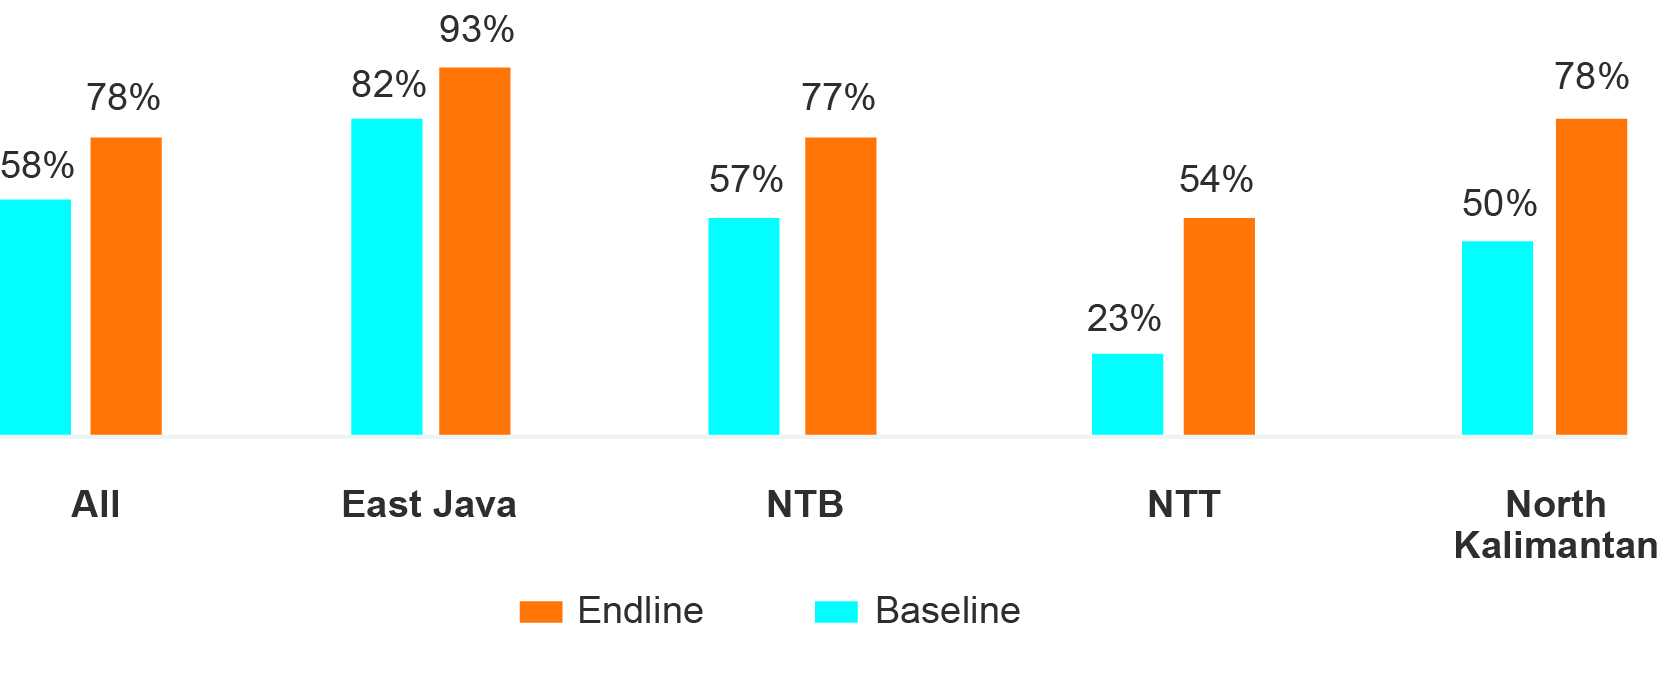 93%
82%
78%
77%
78%
58%
57%
54%
50%
23%
All
East Java
NTB
NTT
North
Kalimantan
Endline
Baseline